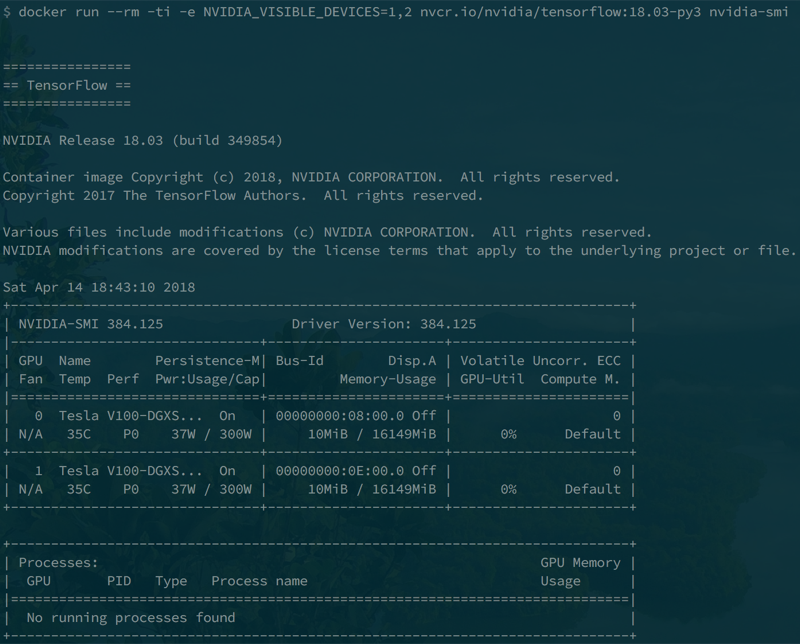 $ docker run --rm -ti -e NVIDIA_VISIBLE_DEVICES=1,2 nvcr.io/nvidia/tensorflow:18.03-py3 nvidia-smi
================
== TensorFlow ==
================
NVIDIA Release 18.03 (build 349854)
Container image Copyright (c) 2018, NVIDIA CORPORATION.  All rights reserved.
Copyright 2017 The TensorFlow Authors.  All rights reserved.
Various files include modifications (c) NVIDIA CORPORATION.  All rights reserved.
NVIDIA modifications are covered by the license terms that apply to the underlying project or file.
Sat Apr 14 18:43:10 2018
+-----------------------------------------------------------------------------+
| NVIDIA-SMI 384.125                Driver Version: 384.125                   |
|-------------------------------+----------------------+----------------------+
| GPU  Name        Persistence-M| Bus-Id        Disp.A | Volatile Uncorr. ECC |
| Fan  Temp  Perf  Pwr:Usage/Cap|         Memory-Usage | GPU-Util  Compute M. |
|===============================+======================+======================|
|   0  Tesla V100-DGXS...  On   | 00000000:08:00.0 Off |                    0 |
| N/A   35C    P0    37W / 300W |     10MiB / 16149MiB |      0%      Default |
+-------------------------------+----------------------+----------------------+
|   1  Tesla V100-DGXS...  On   | 00000000:0E:00.0 Off |                    0 |
| N/A   35C    P0    37W / 300W |     10MiB / 16149MiB |      0%      Default |
+-------------------------------+----------------------+----------------------+
+-----------------------------------------------------------------------------+
| Processes:                                                       GPU Memory |
|  GPU       PID   Type   Process name                             Usage      |
|=============================================================================|
|  No running processes found                                                 |
+-----------------------------------------------------------------------------+